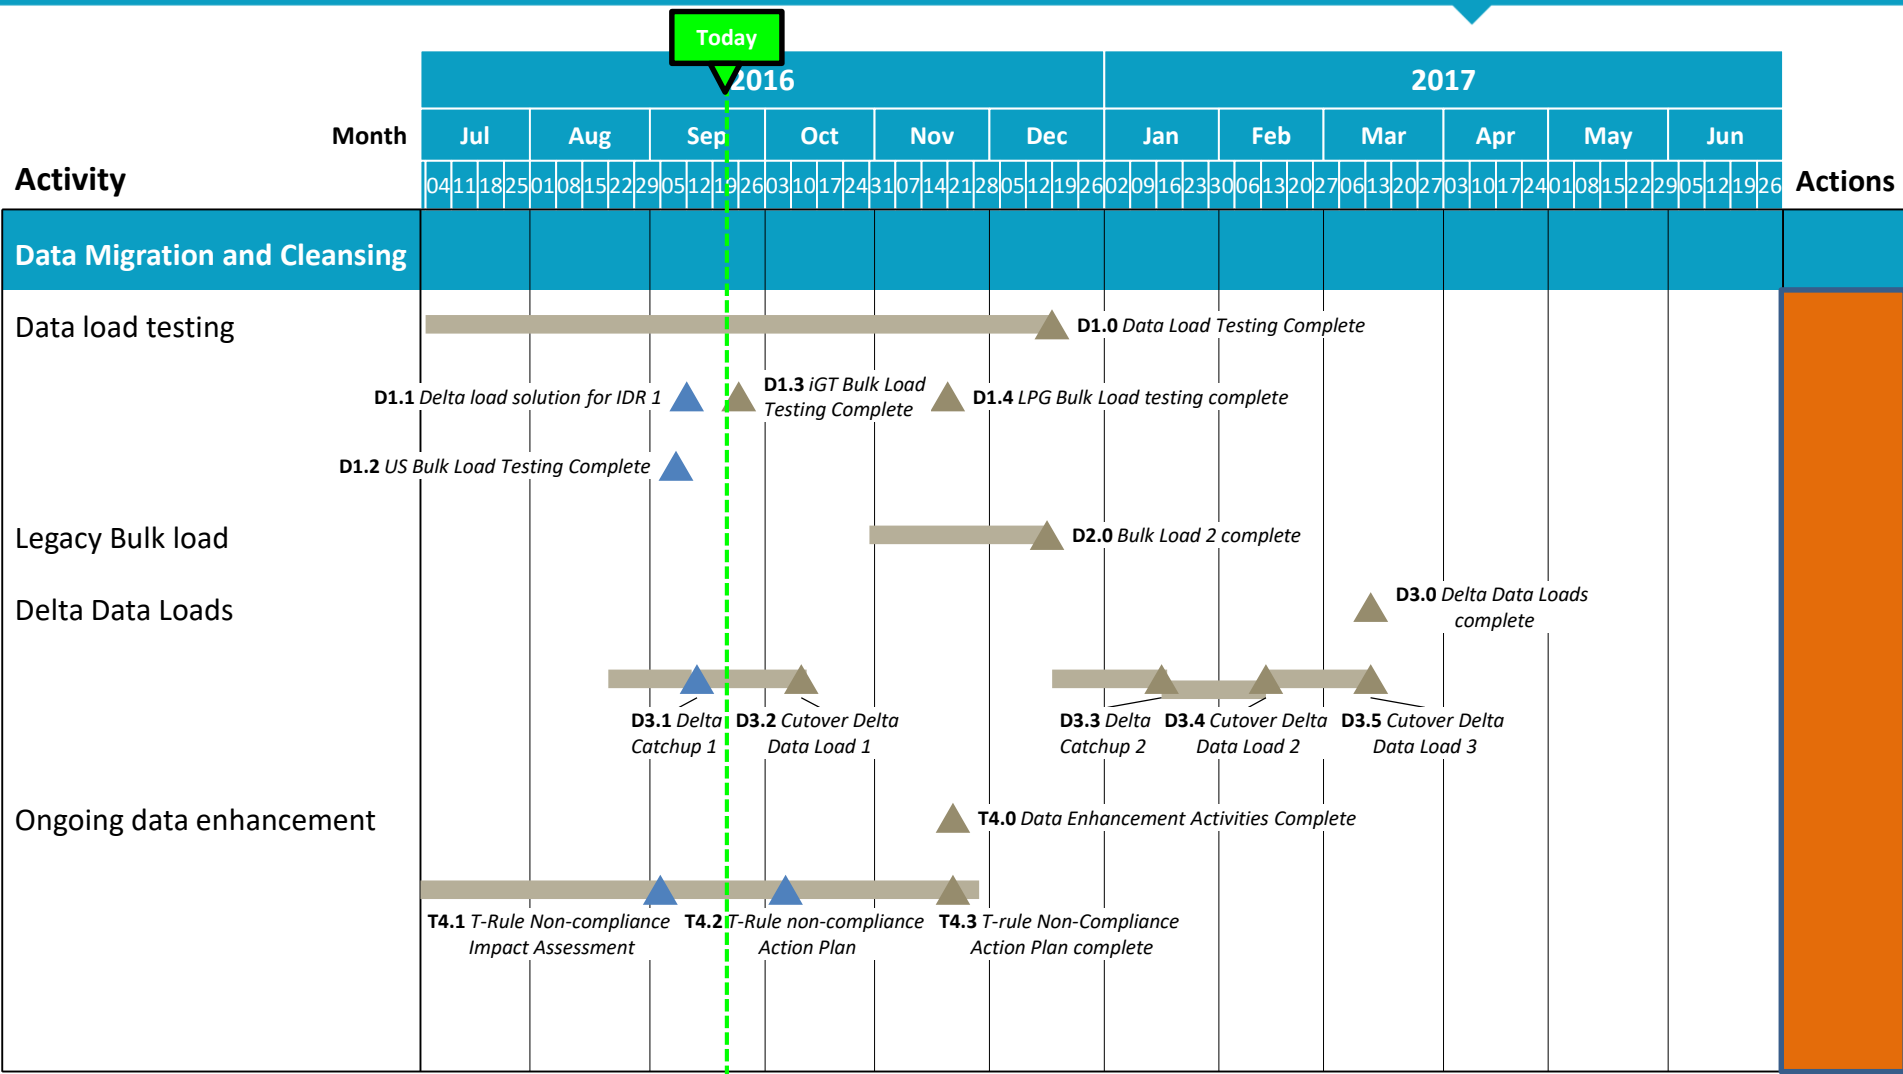 Today
2016 2017
Month Jul Aug Sep Oct Nov Dec Jan Feb Mar Apr May Jun
Activity 04 11 18 25 01 08 15 22 29 05 12 19 26 03 10 17 24 31 07 14 21 28 05 12 19 26 02 09 16 23 30 06 13 20 27 06 13 20 27 03 10 17 24 01 08 15 22 29 05 12 19 26 Actions
Data Migration and Cleansing
Data load testing
D1.0 Data Load Testing Complete
D1.1 Delta load solution for IDR 1
D1.3 iGT Bulk Load
Testing Complete
D1.4 LPG Bulk Load testing complete
D1.2 US Bulk Load Testing Complete
Legacy Bulk load
D2.0 Bulk Load 2 complete
Delta Data Loads
D3.0 Delta Data Loads
complete
D3.1 Delta
Catchup 1
D3.2 Cutover Delta
Data Load 1
D3.3 Delta
Catchup 2
D3.4 Cutover Delta
Data Load 2
D3.5 Cutover Delta
Data Load 3
Ongoing data enhancement
T4.0 Data Enhancement Activities Complete
T4.1 T-Rule Non-compliance
Impact Assessment
T4.2 T-Rule non-compliance
Action Plan
T4.3 T-rule Non-Compliance
Action Plan complete